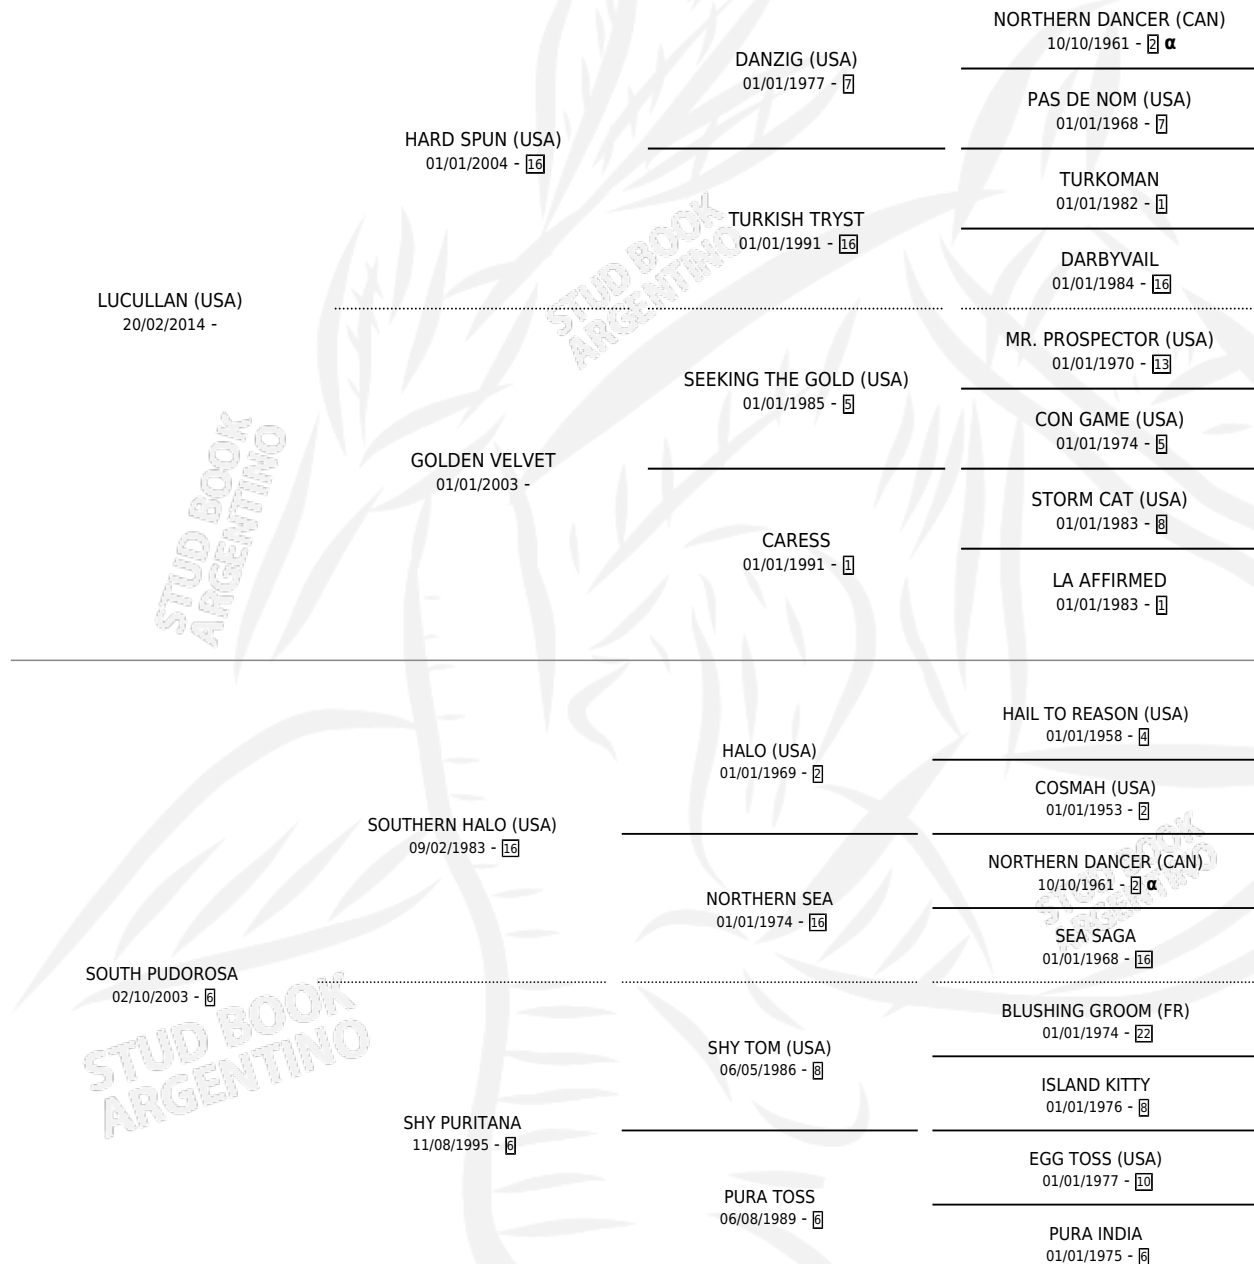 NORTHERN DANCER (CAN)
10/10/1961 - 2 α
DANZIG (USA)
01/01/1977 - 7
PAS DE NOM (USA)
01/01/1968 - 7
HARD SPUN (USA)
01/01/2004 - 16
TURKOMAN
01/01/1982 - 1
TURKISH TRYST
01/01/1991 - 16
DARBYVAIL
01/01/1984 - 16
LUCULLAN (USA)
20/02/2014 -
MR. PROSPECTOR (USA)
01/01/1970 - 13
SEEKING THE GOLD (USA)
01/01/1985 - 5
CON GAME (USA)
01/01/1974 - 5
GOLDEN VELVET
01/01/2003 -
STORM CAT (USA)
01/01/1983 - 8
CARESS
01/01/1991 - 1
LA AFFIRMED
01/01/1983 - 1
HAIL TO REASON (USA)
01/01/1958 - 4
HALO (USA)
01/01/1969 - 2
COSMAH (USA)
01/01/1953 - 2
SOUTHERN HALO (USA)
09/02/1983 - 16
NORTHERN DANCER (CAN)
10/10/1961 - 2 α
NORTHERN SEA
01/01/1974 - 16
SEA SAGA
01/01/1968 - 16
SOUTH PUDOROSA
02/10/2003 - 6
BLUSHING GROOM (FR)
01/01/1974 - 22
SHY TOM (USA)
06/05/1986 - 8
ISLAND KITTY
01/01/1976 - 8
SHY PURITANA
11/08/1995 - 6
EGG TOSS (USA)
01/01/1977 - 10
PURA TOSS
06/08/1989 - 6
PURA INDIA
01/01/1975 - 6
STUD BOOK
ARGENTINO
STUD BOOK
ARGENTINO
STUD BOOK
ARGENTINO
STUD BOOK
ARGENTINO